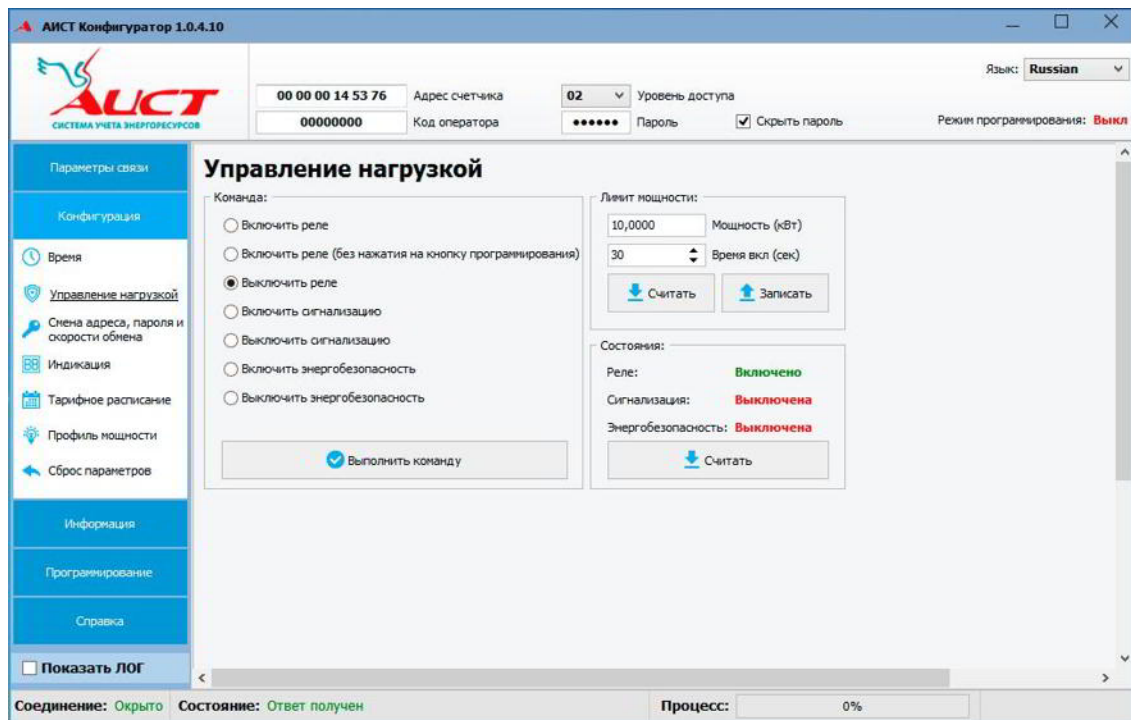 АИСТ Конфигуратор 1.0.4.10
Язык: Russian
АИСТ
СИСТЕМА УЧЕТА ЭНЕРГОРЕСУРСОВ
00 00 00 14 53 76 Адрес счетчика 02 Уровень доступа
00000000 Код оператора •••••• Пароль Скрыть пароль Режим программирования: Выкл
Параметры связи
Конфигурация
Время
Управление нагрузкой
Смена адреса, пароля и
скорости обмена
Индикация
Тарифное расписание
Профиль мощности
Сброс параметров
Информация
Программирование
Справка
Показать ЛОГ
Управление нагрузкой
Команда:
Включить реле
Включить реле (без нажатия на кнопку программирования)
Выключить реле
Включить сигнализацию
Выключить сигнализацию
Включить энергобезопасность
Выключить энергобезопасность
Выполнить команду
Лимит мощности:
10,0000 Мощность (кВт)
30 Время вкл (сек)
Считать Записать
Состояния:
Реле: Включено
Сигнализация: Выключена
Энергобезопасность: Выключена
Считать
Соединение: Окрыто Состояние: Ответ получен Процесс: 0%